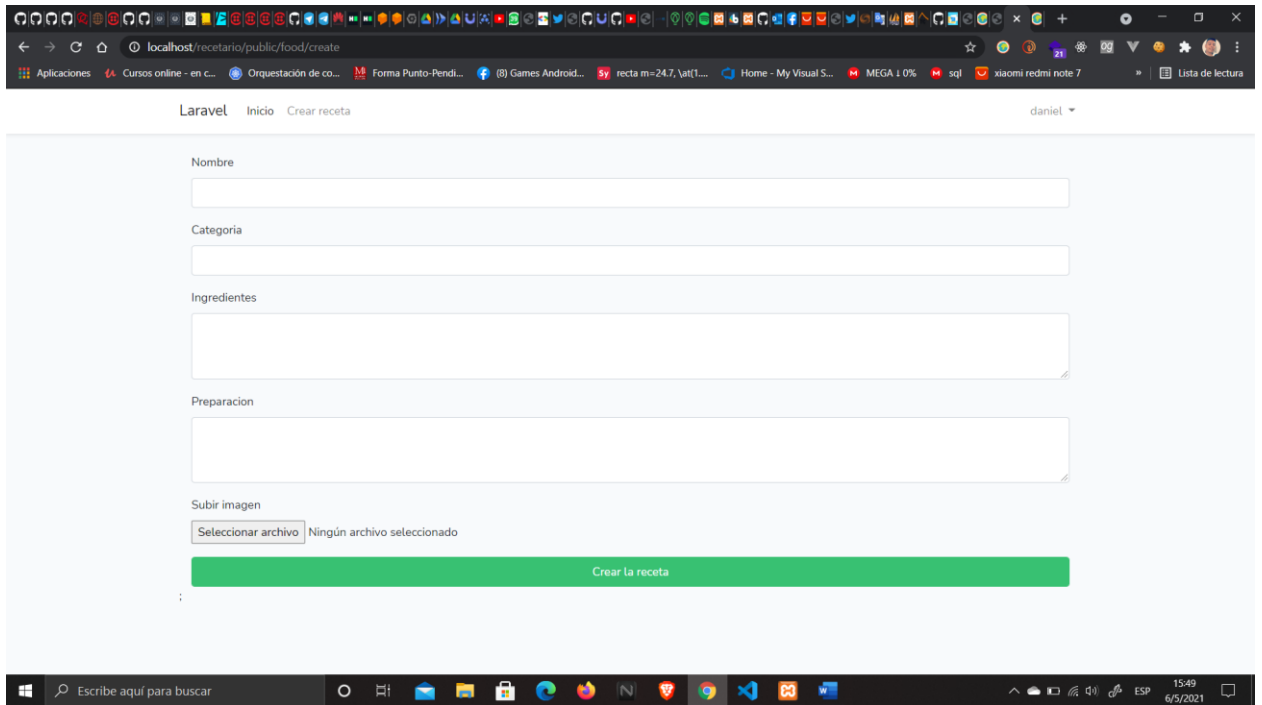 localhost/recetario/public/food/create
21
Aplicaciones Cursos online - en c... Orquestación de co... Forma Punto-Pendi... (8) Games Android... Sy recta m=24.7, \at(1.... Home - My Visual S... MEGA ↓ 0% sql xiaomi redmi note 7 » Lista de lectura
Laravel Inicio Crear receta daniel
Nombre
Categoria
Ingredientes
Preparacion
Subir imagen
Seleccionar archivo Ningún archivo seleccionado
Crear la receta
;
Escribe aquí para buscar ESP 15:49
6/5/2021